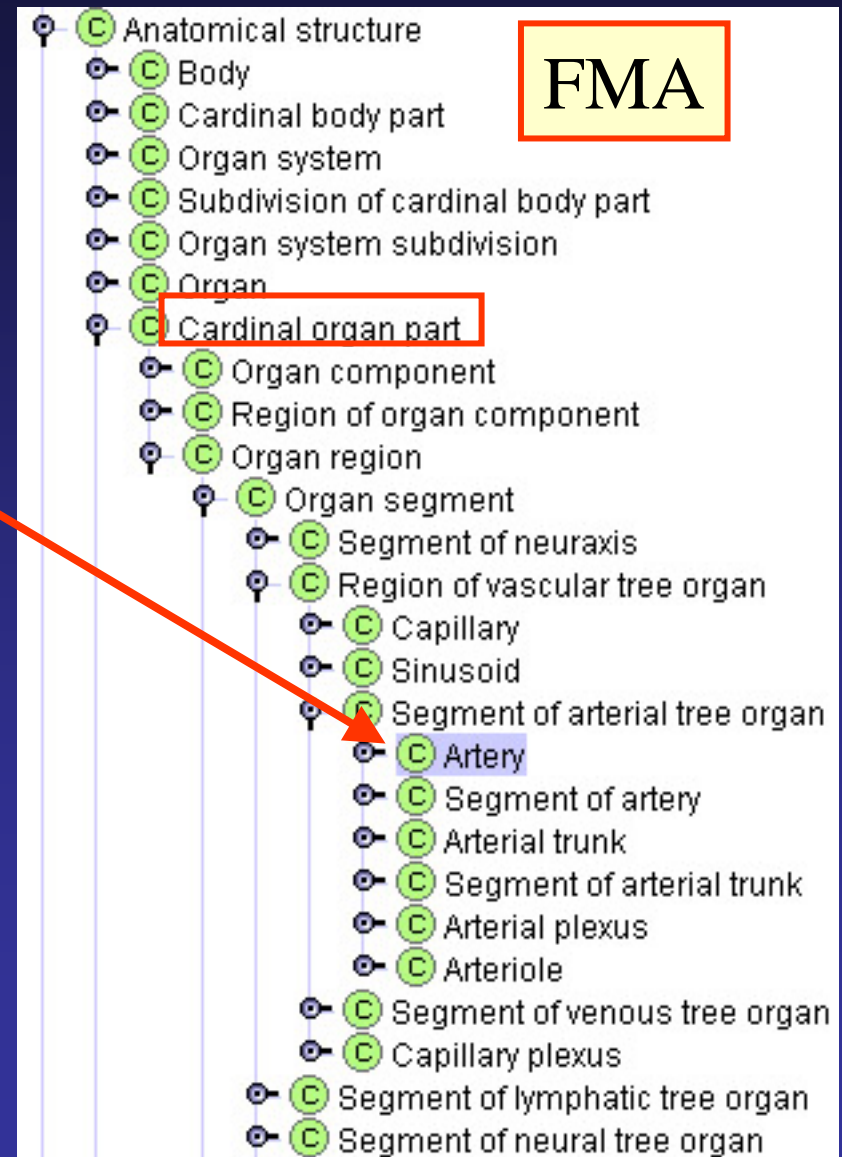 C Anatomical structure
FMA
C Body
C Cardinal body part
C Organ system
C Subdivision of cardinal body part
C Organ system subdivision
C Organ
C Cardinal organ part
C Organ component
C Region of organ component
C Organ region
C Organ segment
C Segment of neuraxis
C Region of vascular tree organ
C Capillary
C Sinusoid
C Segment of arterial tree organ
C Artery
C Segment of artery
C Arterial trunk
C Segment of arterial trunk
C Arterial plexus
C Arteriole
C Segment of venous tree organ
C Capillary plexus
C Segment of lymphatic tree organ
C Segment of neural tree organ